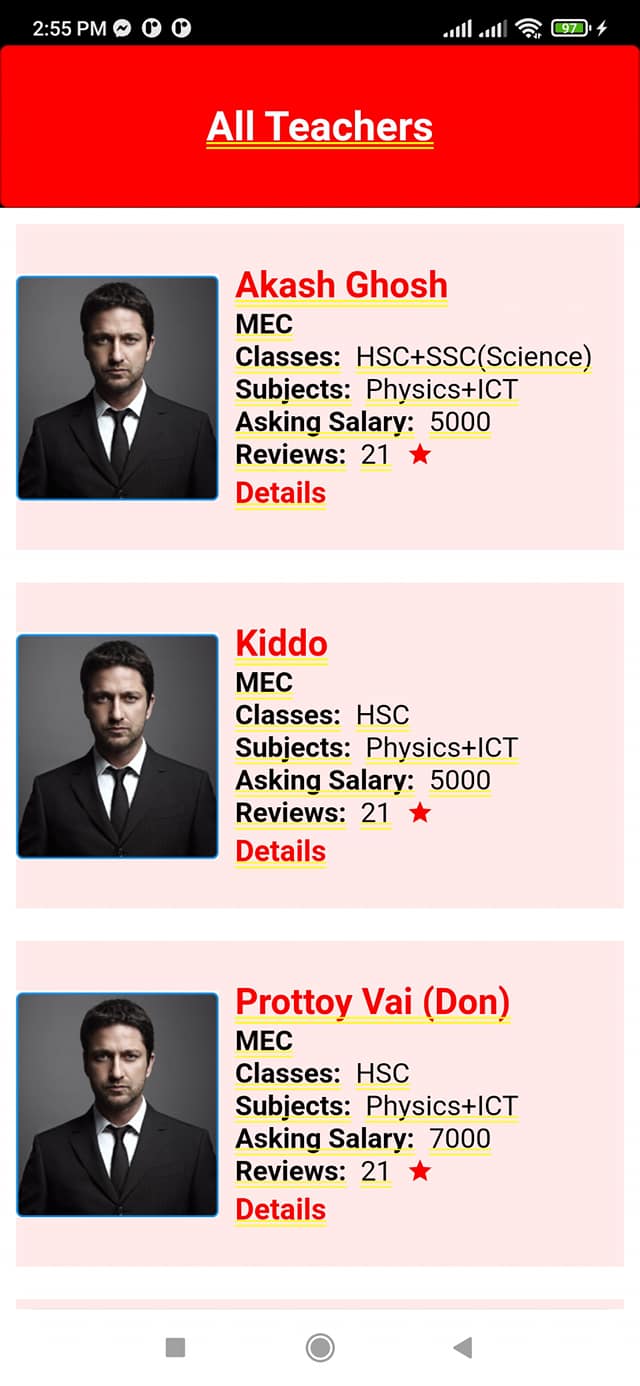 2:55 PM
97
All Teachers
Akash Ghosh
MEC
Classes: HSC+SSC(Science)
Subjects: Physics+ICT
Asking Salary: 5000
Reviews: 21
Details
Kiddo
MEC
Classes: HSC
Subjects: Physics+ICT
Asking Salary: 5000
Reviews: 21
Details
Prottoy Vai (Don)
MEC
Classes: HSC
Subjects: Physics+ICT
Asking Salary: 7000
Reviews: 21
Details